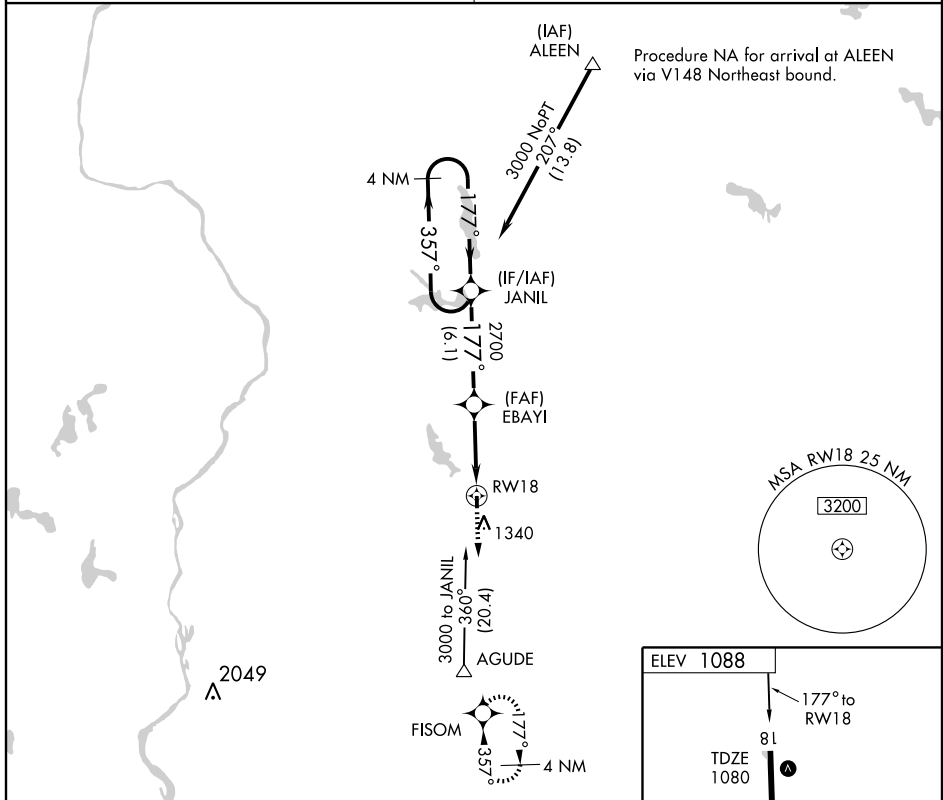 (IAF)
ALEEN
Procedure NA for arrival at ALEEN
via V148 Northeast bound.
3000 NoPT
207°
(13.8)
4 NM
177°
357°
(IF/IAF)
JANIL
2700
177°
(6.1)
(FAF)
EBAYI
RW18
1340
MSA RW18 25 NM
3200
3000 to JANIL
360°
(20.4)
AGUDE
2049
FISOM
177°
357°
4 NM
ELEV 1088
177° to
RW18
18
TDZE
1080